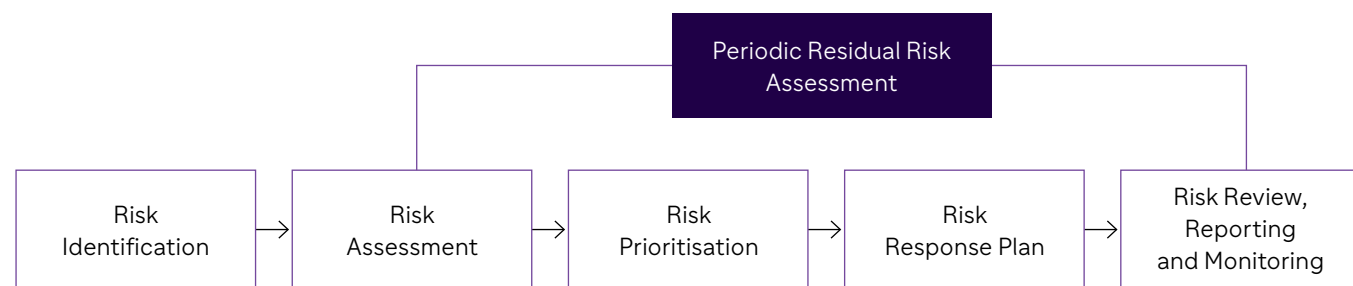 Periodic Residual Risk
Assessment
Risk
Identification
Risk
Assessment
Risk
Prioritisation
Risk
Response Plan
Risk Review,
Reporting
and Monitoring